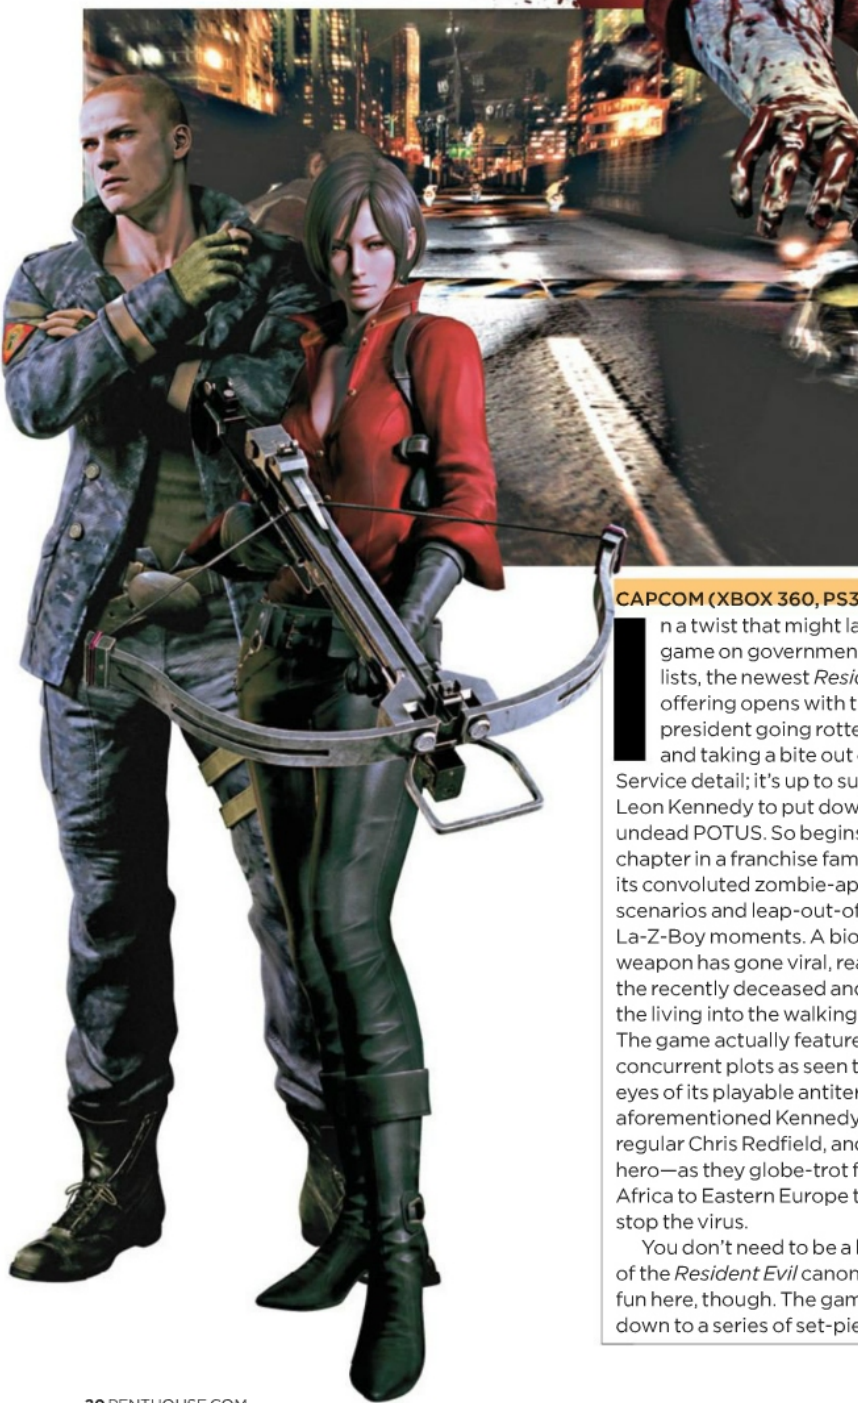 CAPCOM (XBOX 360, PS3
In a twist that might la
game on governmen
lists, the newest Resid
offering opens with t
president going rotte
and taking a bite out
Service detail; it's up to su
Leon Kennedy to put dow
undead POTUS. So begins
chapter in a franchise fam
its convoluted zombie-ap
scenarios and leap-out-of
La-Z-Boy moments. A bio
weapon has gone viral, rea
the recently deceased and
the living into the walking
The game actually feature
concurrent plots as seen t
eyes of its playable antiter
aforementioned Kennedy
regular Chris Redfield, and
hero—as they globe-trot f
Africa to Eastern Europe t
stop the virus.
You don't need to be a
of the Resident Evil canon
fun here, though. The gam
down to a series of set-pie
20 PENTHOUSE.COM